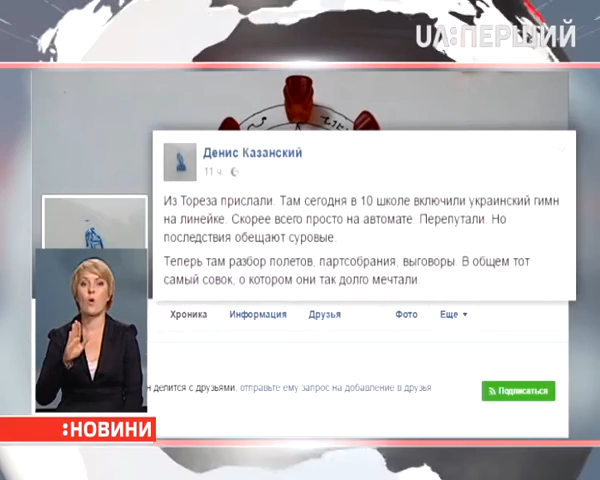 UA:ПЕРШИЙ
Денис Казанский
11 ч
Из Тореза прислали. Там сегодня в 10 школе включили украинский гимн
на линейке. Скорее всего просто на автомате. Перепутали. Но
последствия обещают суровые.
Теперь там разбор полетов, партсобрания, выговоры. В общем тот
самый совок, о котором они так долго мечтали
Хроника Информация Друзья Фото Еще
н делится с друзьями, отправьте ему запрос на добавление в друзья
Подписаться
:НОВИНИ